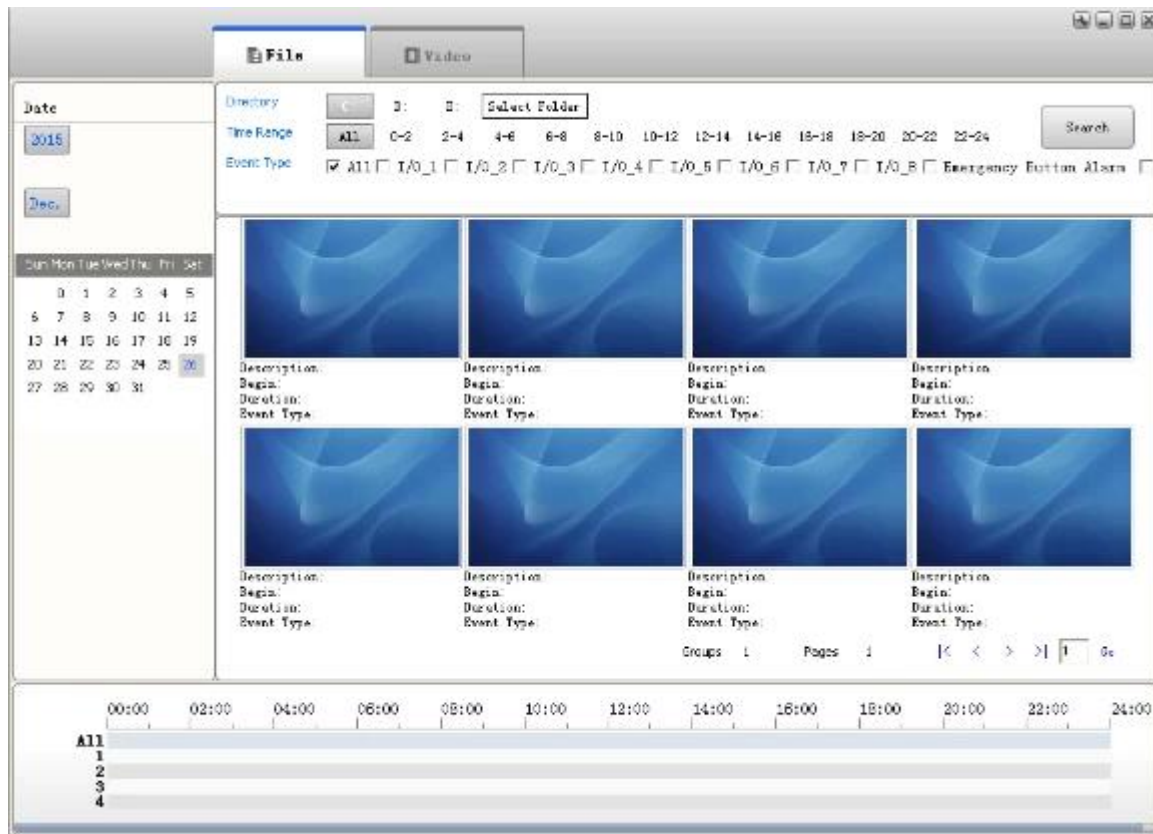 File Video
Date
2015
Dec.
Sun Mon Tue Wed Thu Fri Sat
0 1 2 3 4 5
6 7 8 9 10 11 12
13 14 15 16 17 18 19
20 21 22 23 24 25 26
27 28 29 30 31
Directory C: D: E: Select Folder
Time Range All 0-2 2-4 4-6 6-8 8-10 10-12 12-14 14-16 16-18 18-20 20-22 22-24
Search
Event Type All I/O_1 I/O_2 I/O_3 I/O_4 I/O_5 I/O_6 I/O_7 I/O_8 Emergency Button Alarm
Description: Description: Description: Description:
Begin: Begin: Begin: Begin:
Duration: Duration: Duration: Duration:
Event Type: Event Type: Event Type: Event Type:
Description: Description: Description: Description:
Begin: Begin: Begin: Begin:
Duration: Duration: Duration: Duration:
Event Type: Event Type: Event Type: Event Type:
Groups 1 Pages 1 |< < > >| 1 Go
00:00 02:00 04:00 06:00 08:00 10:00 12:00 14:00 16:00 18:00 20:00 22:00 24:00
All
1
2
3
4